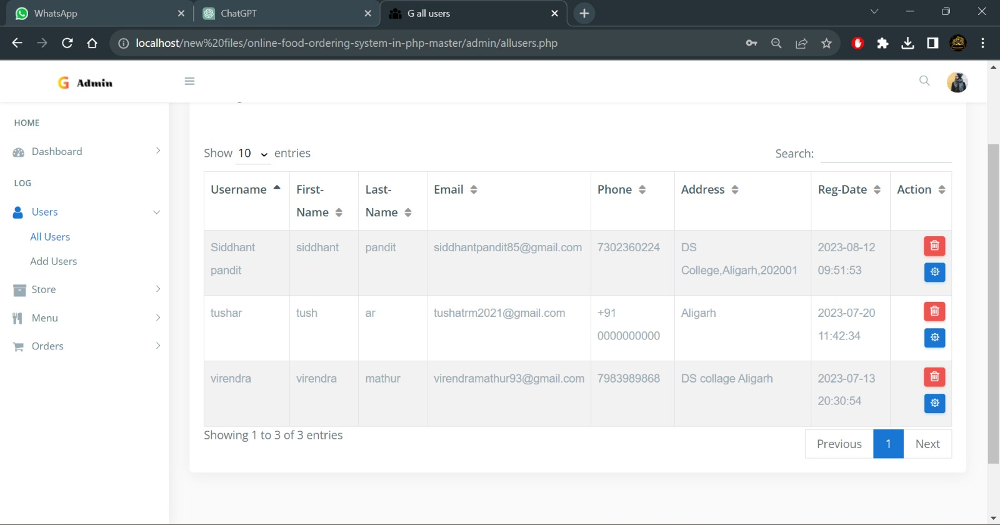 WhatsApp
ChatGPT
G all users
localhost/new%20files/online-food-ordering-system-in-php-master/admin/allusers.php
G Admin
HOME
Dashboard
LOG
Users
All Users
Add Users
Store
Menu
Orders
Show 10 entries
Search:
Username First-Name Last-Name Email Phone Address Reg-Date Action
Siddhant pandit siddhant pandit siddhantpandit85@gmail.com 7302360224 DS College,Aligarh,202001 2023-08-12 09:51:53
tushar tush ar tushatrm2021@gmail.com +91 0000000000 Aligarh 2023-07-20 11:42:34
virendra virendra mathur virendramathur93@gmail.com 7983989868 DS collage Aligarh 2023-07-13 20:30:54
Showing 1 to 3 of 3 entries
Previous 1 Next